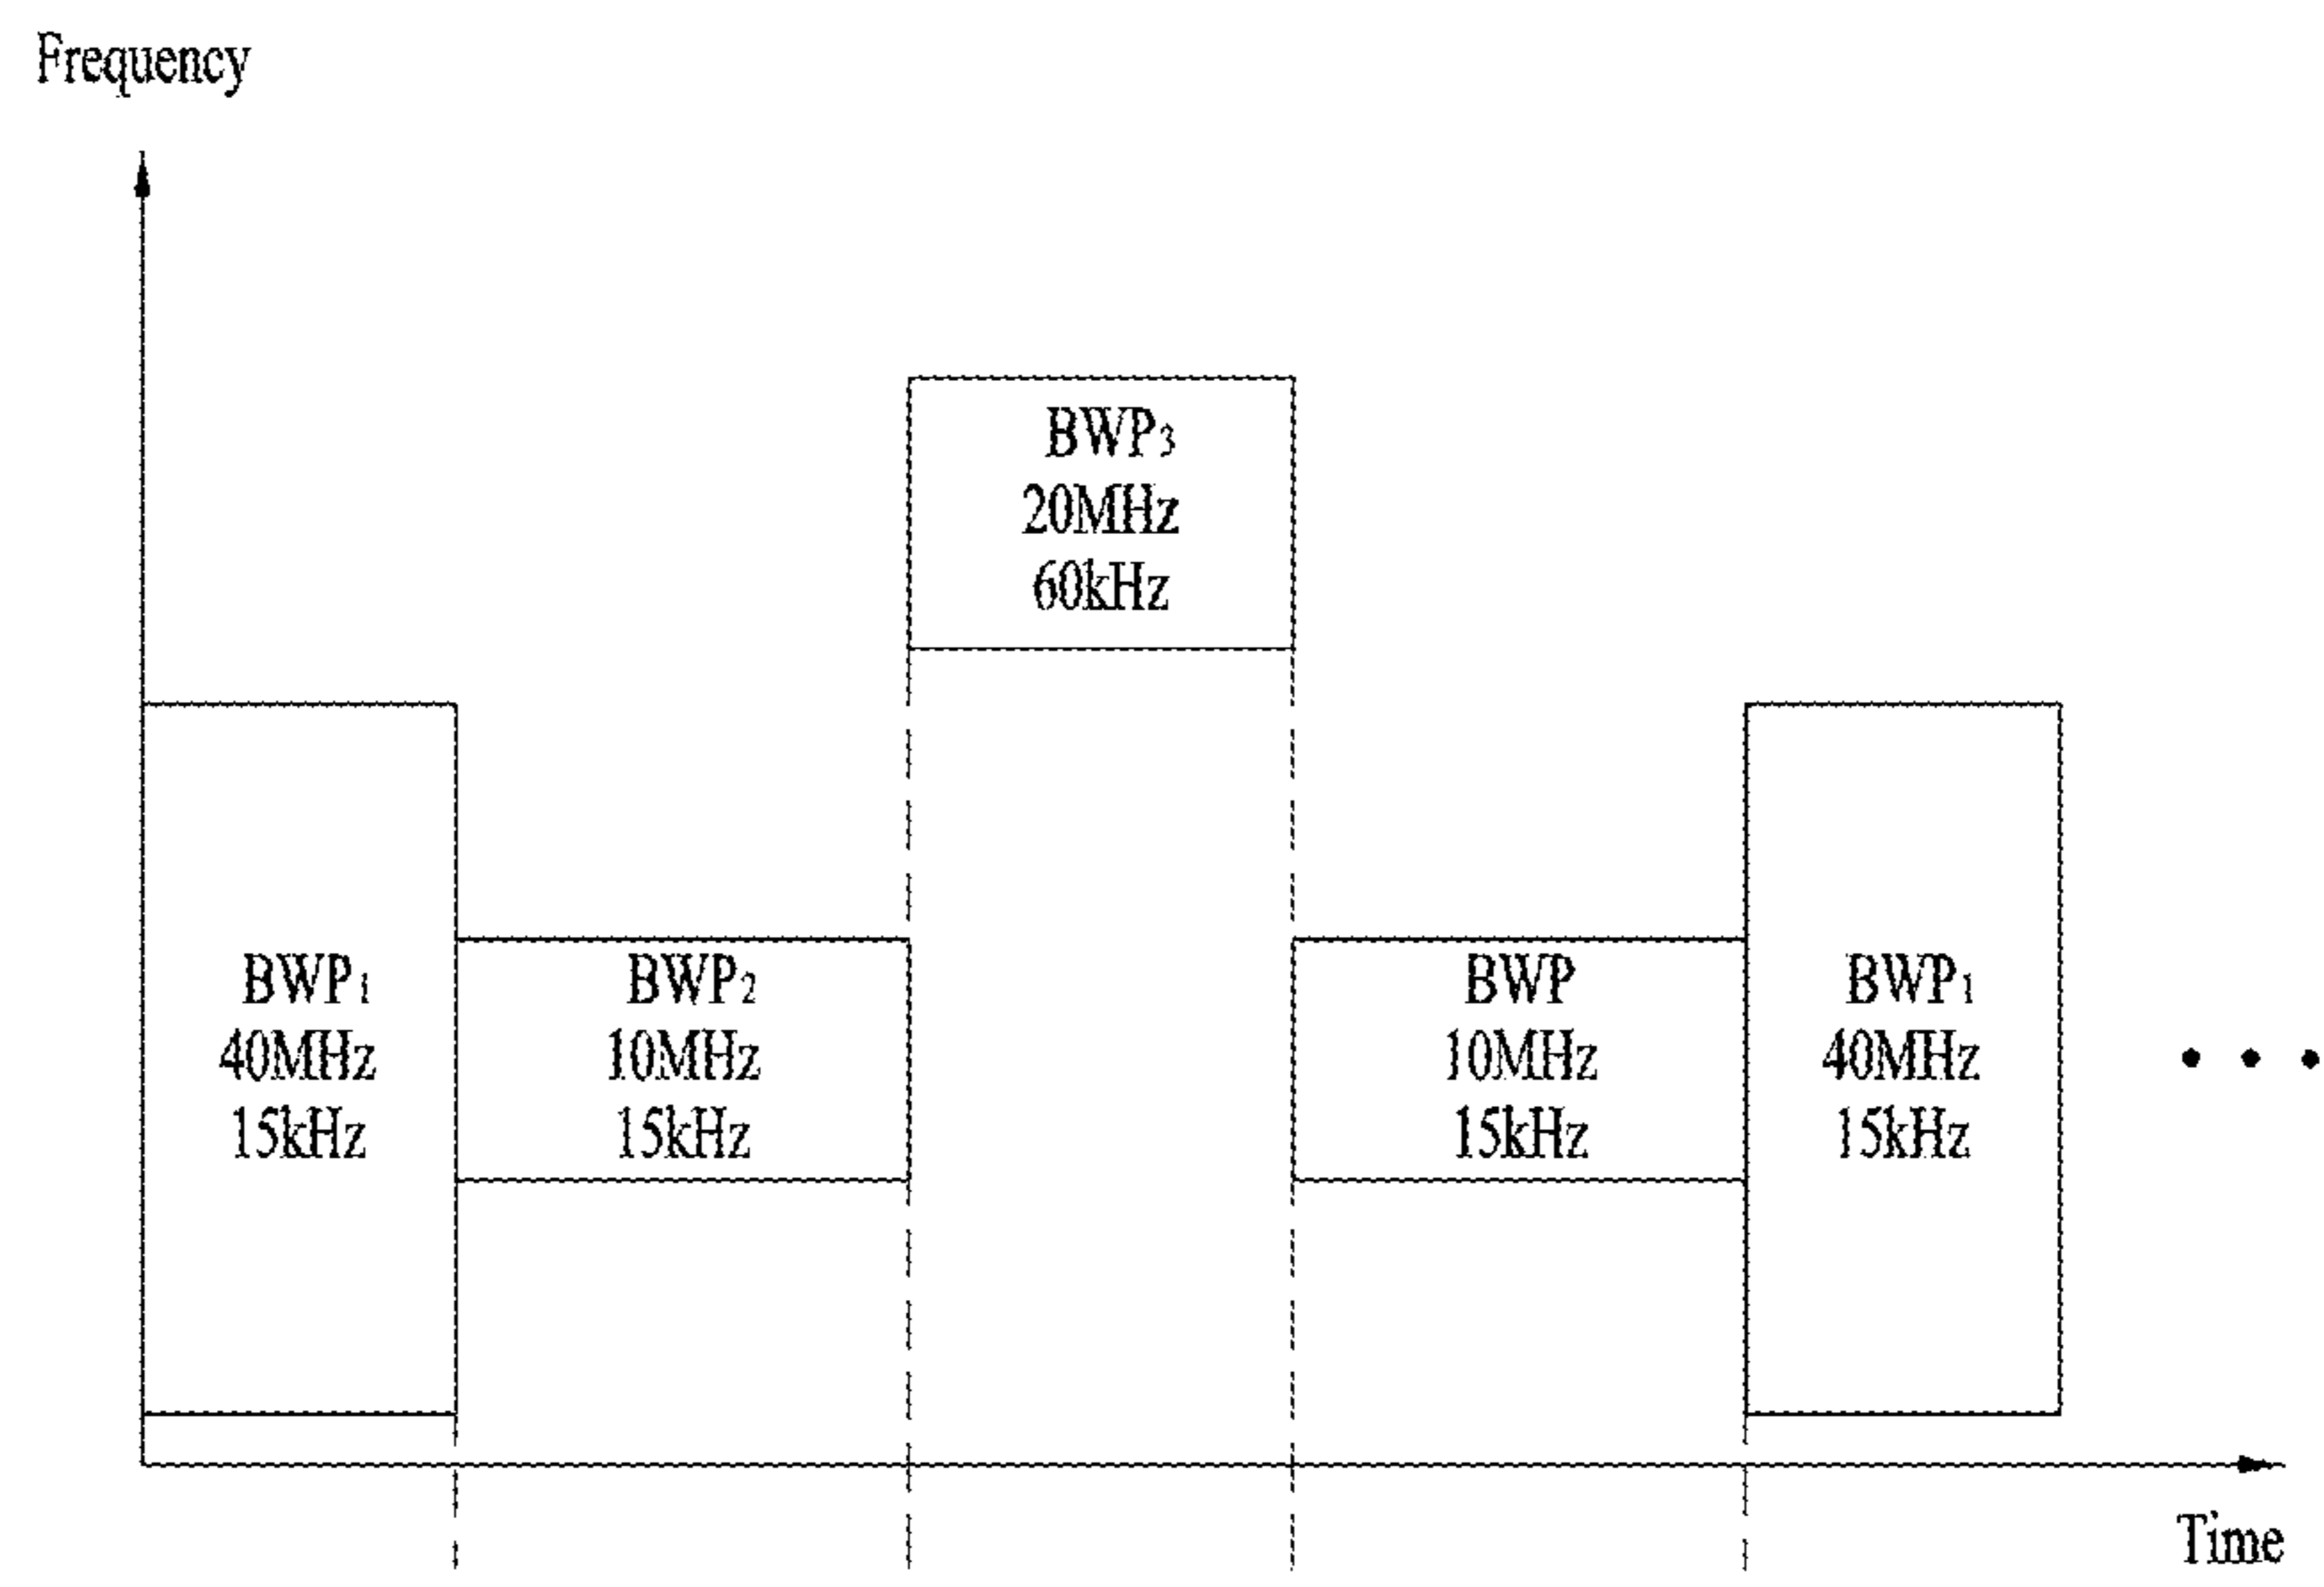 Frequency
BWP₃
20MHz
60kHz
BWP₁
40MHz
15kHz
BWP₂
10MHz
15kHz
BWP
10MHz
15kHz
BWP₁
40MHz
15kHz
• • •
Time